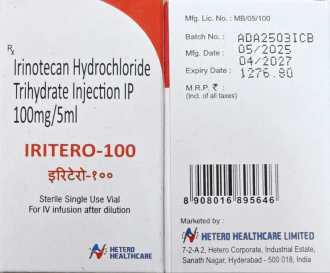 Rx
Irinotecan Hydrochloride
Trihydrate Injection IP
100mg/5ml
IRITERO-100
इरिटेरो-१००
Sterile Single Use Vial
For IV infusion after dilution
HETERO
HEALTHCARE
Mfg. Lic. No. : MB/05/100
Batch No. : ADA2503ICB
Mfg. Date : 05/2025
Expiry Date : 04/2027
M.R.P. ₹ : 1276.80
(Incl. of all taxes)
8 908016 895646
Marketed by :
HETERO HEALTHCARE LIMITED
7-2-A2, Hetero Corporate, Industrial Estate,
Sanath Nagar, Hyderabad - 500 018, India